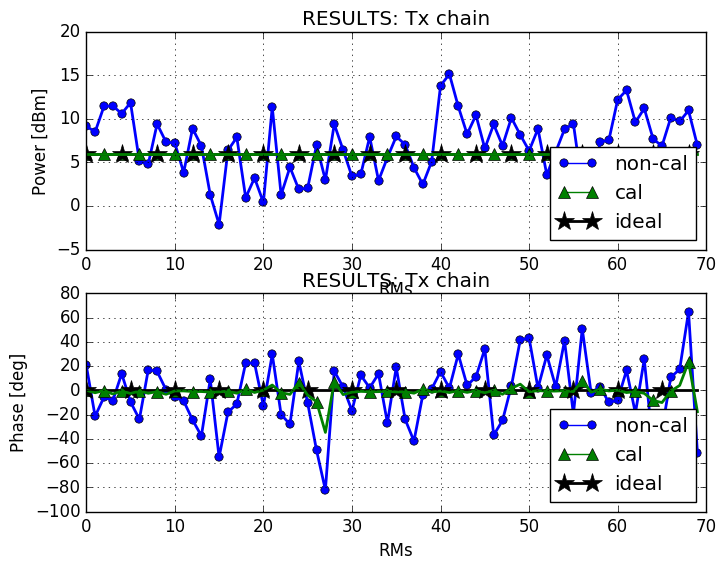 RESULTS: Tx chain
20
15
10
5
0
−5
Power [dBm]
non-cal
cal
ideal
0 10 20 30 40 50 60 70
RMs
RESULTS: Tx chain
80
60
40
20
0
−20
−40
−60
−80
−100
Phase [deg]
non-cal
cal
ideal
0 10 20 30 40 50 60 70
RMs